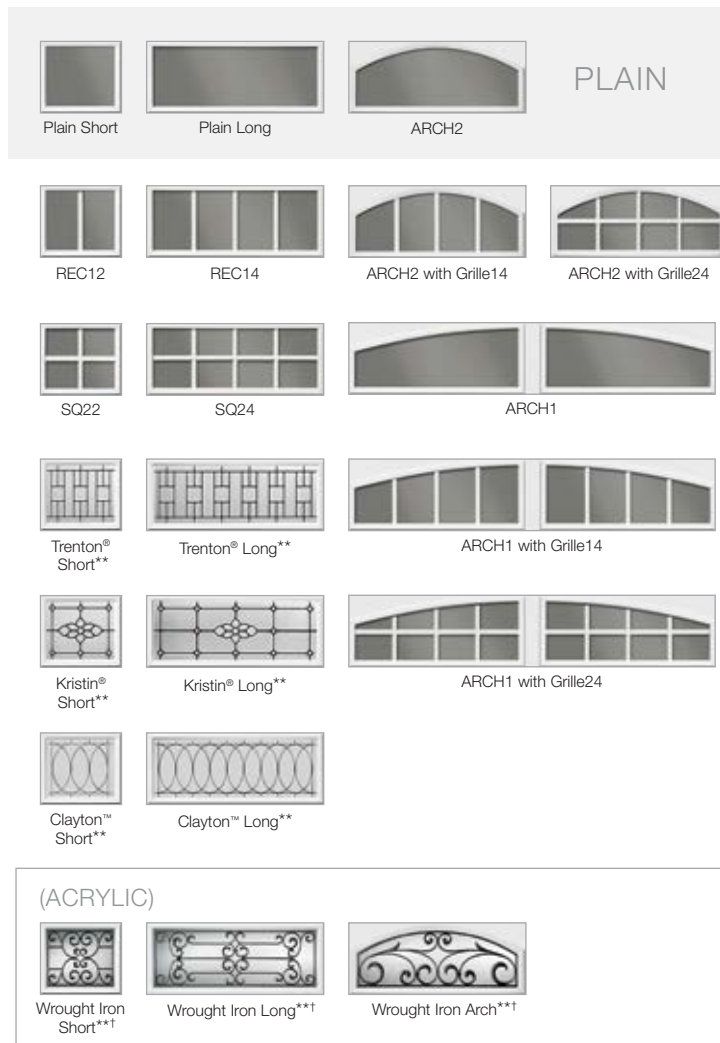 PLAIN
Plain Short
Plain Long
ARCH2
REC12
REC14
ARCH2 with Grille14
ARCH2 with Grille24
SQ22
SQ24
ARCH1
Trenton®
Short**
Trenton® Long**
ARCH1 with Grille14
Kristin®
Short**
Kristin® Long**
ARCH1 with Grille24
Clayton™
Short**
Clayton™ Long**
(ACRYLIC)
Wrought Iron
Short**†
Wrought Iron Long**†
Wrought Iron Arch**†